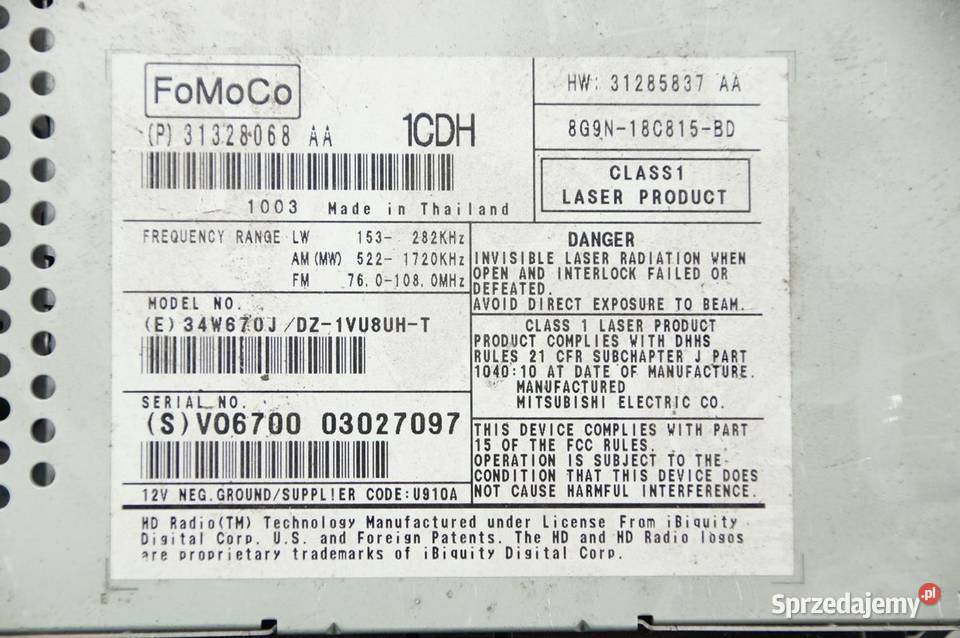 FoMoCo
(P) 31328068 AA 1CDH
1003 Made in Thailand
HW: 31285837 AA
8G9N-18C815-BD
CLASS1
LASER PRODUCT
FREQUENCY RANGE LW 153- 282KHz
AM(MW) 522- 1720KHz
FM 76.0-108.0MHz
MODEL NO.
(E) 34W670J/DZ-1VU8UH-T
SERIAL NO.
(S)VO6700 03027097
12V NEG.GROUND/SUPPLIER CODE:U910A
DANGER
INVISIBLE LASER RADIATION WHEN
OPEN AND INTERLOCK FAILED OR
DEFEATED.
AVOID DIRECT EXPOSURE TO BEAM.
CLASS 1 LASER PRODUCT
PRODUCT COMPLIES WITH DHHS
RULES 21 CFR SUBCHAPTER J PART
1040:10 AT DATE OF MANUFACTURE.
MANUFACTURED
MITSUBISHI ELECTRIC CO.
THIS DEVICE COMPLIES WITH PART
15 OF THE FCC RULES.
OPERATION IS SUBJECT TO THE
CONDITION THAT THIS DEVICE DOES
NOT CAUSE HARMFUL INTERFERENCE.
HD Radio(TM) Technology Manufactured under License From iBiquity
Digital Corp. U.S. and Foreign Patents. The HD and HD Radio logos
are proprietary trademarks of iBiquity Digital Corp.
Sprzedajemy.pl